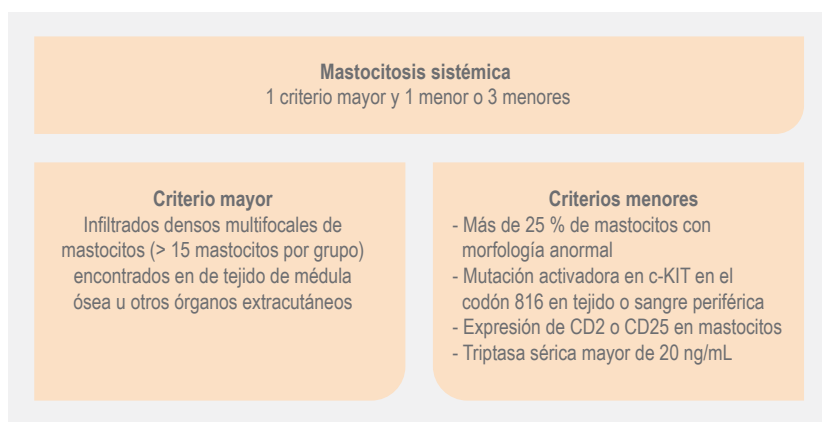 Mastocitosis sistémica
1 criterio mayor y 1 menor o 3 menores
Criterio mayor
Infiltrados densos multifocales de
mastocitos (> 15 mastocitos por grupo)
encontrados en de tejido de médula
ósea u otros órganos extracutáneos
Criterios menores
- Más de 25 % de mastocitos con
morfología anormal
- Mutación activadora en c-KIT en el
codón 816 en tejido o sangre periférica
- Expresión de CD2 o CD25 en mastocitos
- Triptasa sérica mayor de 20 ng/mL